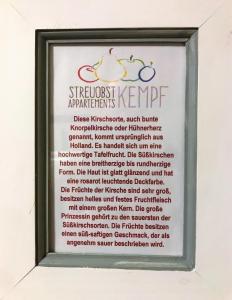 STREUOBST
APPARTEMENTS KEMPF
Diese Kirschsorte, auch bunte
Knorpelkirsche oder Hühnerherz
genannt, kommt ursprünglich aus
Holland. Es handelt sich um eine
hochwertige Tafelfrucht. Die Süßkirschen
haben eine breitherzige bis rundherzige
Form. Die Haut ist glatt glänzend und hat
eine rosarot leuchtende Deckfarbe.
Die Früchte der Kirsche sind sehr groß,
besitzen helles und festes Fruchtfleisch
mit einem großen Kern. Die große
Prinzessin gehört zu den sauersten der
Süßkirschsorten. Die Früchte besitzen
einen süß-saftigen Geschmack, der als
angenehm sauer beschrieben wird.